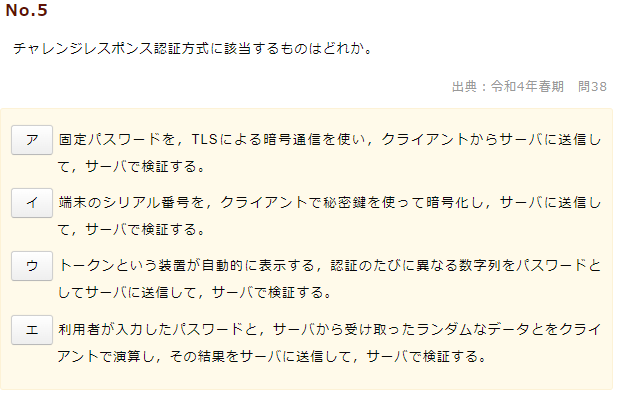 No.5
チャレンジレスポンス認証方式に該当するものはどれか。
出典：令和4年春期　問38
ア 固定パスワードを，TLSによる暗号通信を使い，クライアントからサーバに送信し
て，サーバで検証する。
イ 端末のシリアル番号を，クライアントで秘密鍵を使って暗号化し，サーバに送信し
て，サーバで検証する。
ウ トークンという装置が自動的に表示する，認証のたびに異なる数字列をパスワードと
してサーバに送信して，サーバで検証する。
エ 利用者が入力したパスワードと，サーバから受け取ったランダムなデータとをクライ
アントで演算し，その結果をサーバに送信して，サーバで検証する。